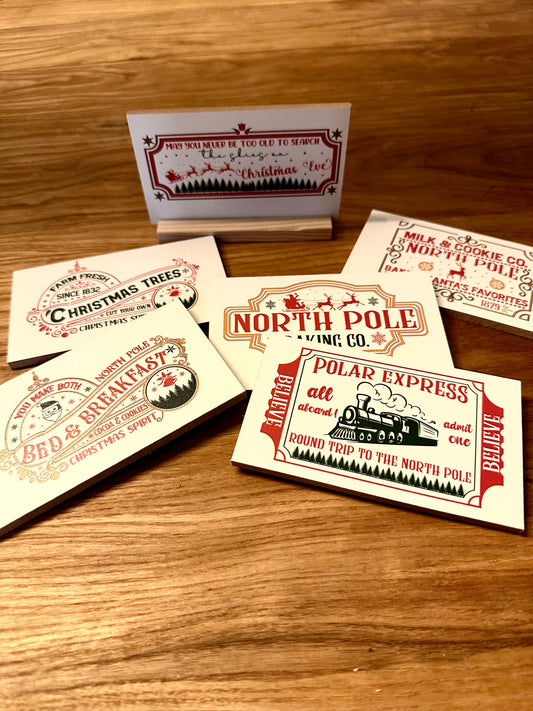 MAY YOU NEVER BE TOO OLD TO SEARCH
the skies on
Christmas Eve
FARM FRESH
SINCE 1832
CHRISTMAS TREES
CUT YOUR OWN
CHRISTMAS
MILK & COOKIE CO.
NORTH POLE
SANTA'S FAVORITES
1879
NORTH POLE
BAKING CO.
YOU MAKE BOTH
NORTH POLE
BED & BREAKFAST
COCOA & COOKIES
CHRISTMAS SPIRIT
POLAR EXPRESS
BELIEVE
all
aboard!
admit
one
BELIEVE
ROUND TRIP TO THE NORTH POLE